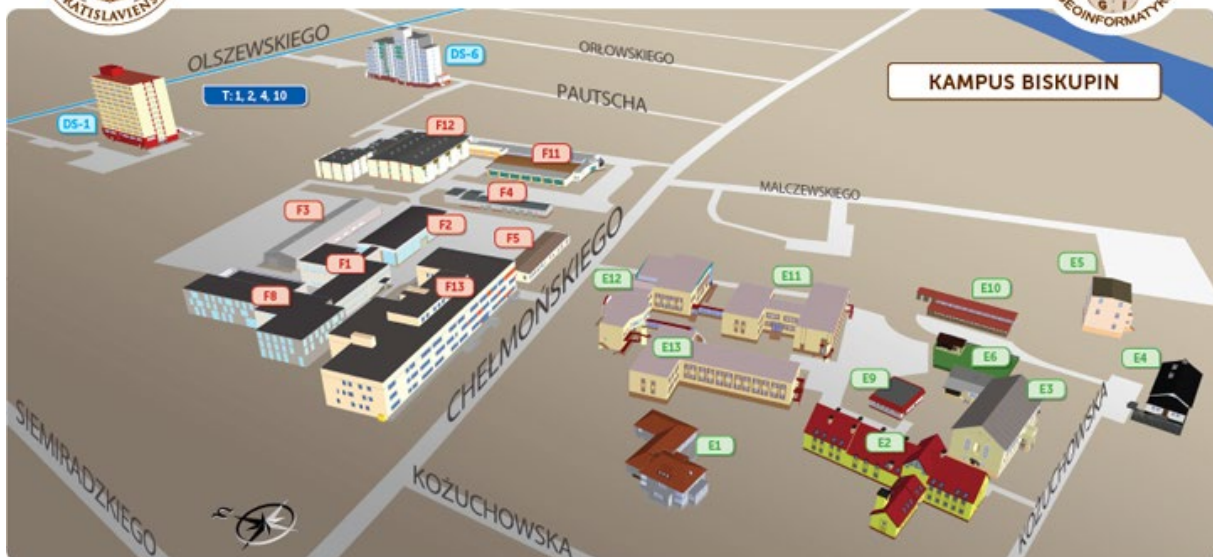 RATISLAVIENS
GEOINFORMATYK
G I
OLSZEWSKIEGO
DS-6
ORŁOWSKIEGO
KAMPUS BISKUPIN
DS-1
T: 1, 2, 4, 10
PAUTSCHA
F12
F11
MALCZEWSKIEGO
F4
F3
F2
F5
F1
F8
F13
CHEŁMOŃSKIEGO
E12
E11
E5
E10
E13
E6
E4
E9
E3
E1
E2
SIEMIRADZKIEGO
KOŻUCHOWSKA
KOŻUCHOWSKA
N